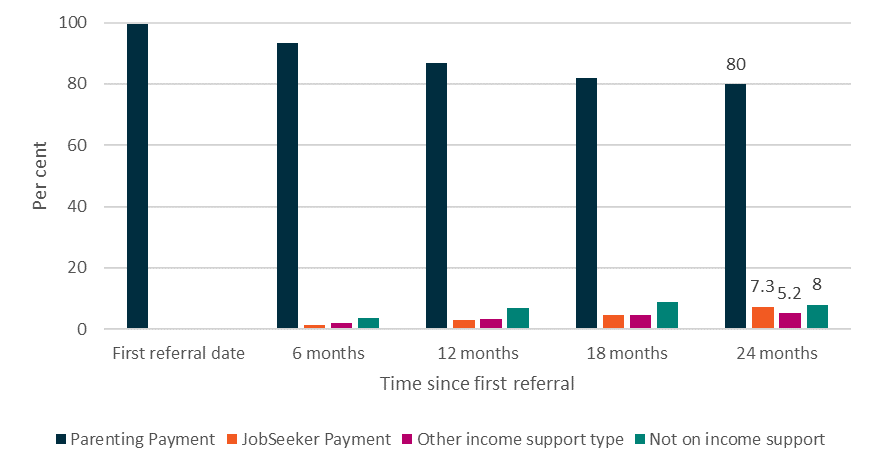 100
80
60
40
20
0
Per cent
80
7.3
5.2
8
First referral date
6 months
12 months
18 months
24 months
Time since first referral
Parenting Payment
JobSeeker Payment
Other income support type
Not on income support